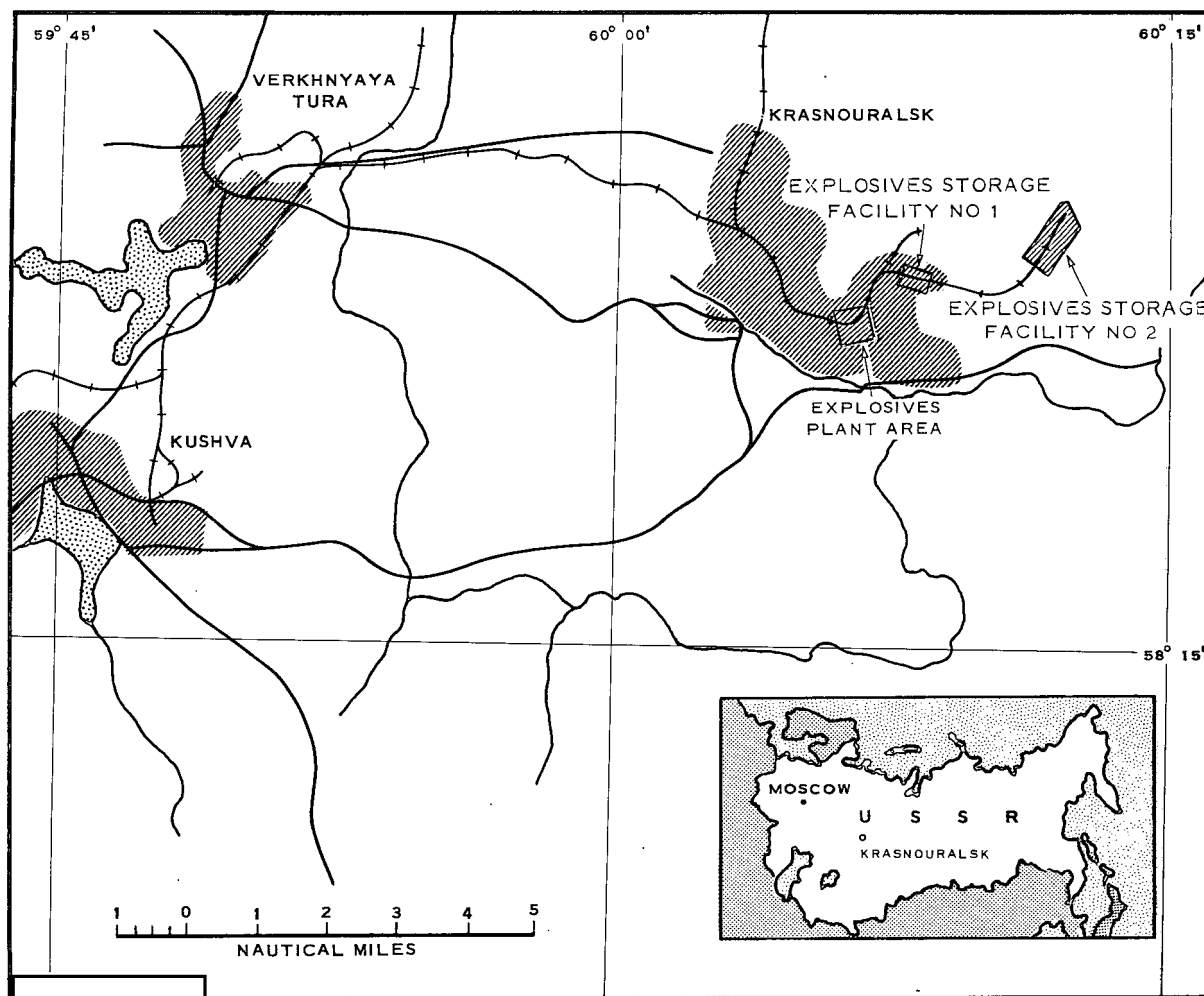 59° 45'
60° 00'
60° 15'
VERKHNYAYA
TURA
KRASNOURALSK
EXPLOSIVES STORAGE
FACILITY NO 1
EXPLOSIVES STORAGE
FACILITY NO 2
EXPLOSIVES
PLANT AREA
KUSHVA
58° 15'
MOSCOW
U S S R
KRASNOURALSK
1 0 1 2 3 4 5
NAUTICAL MILES